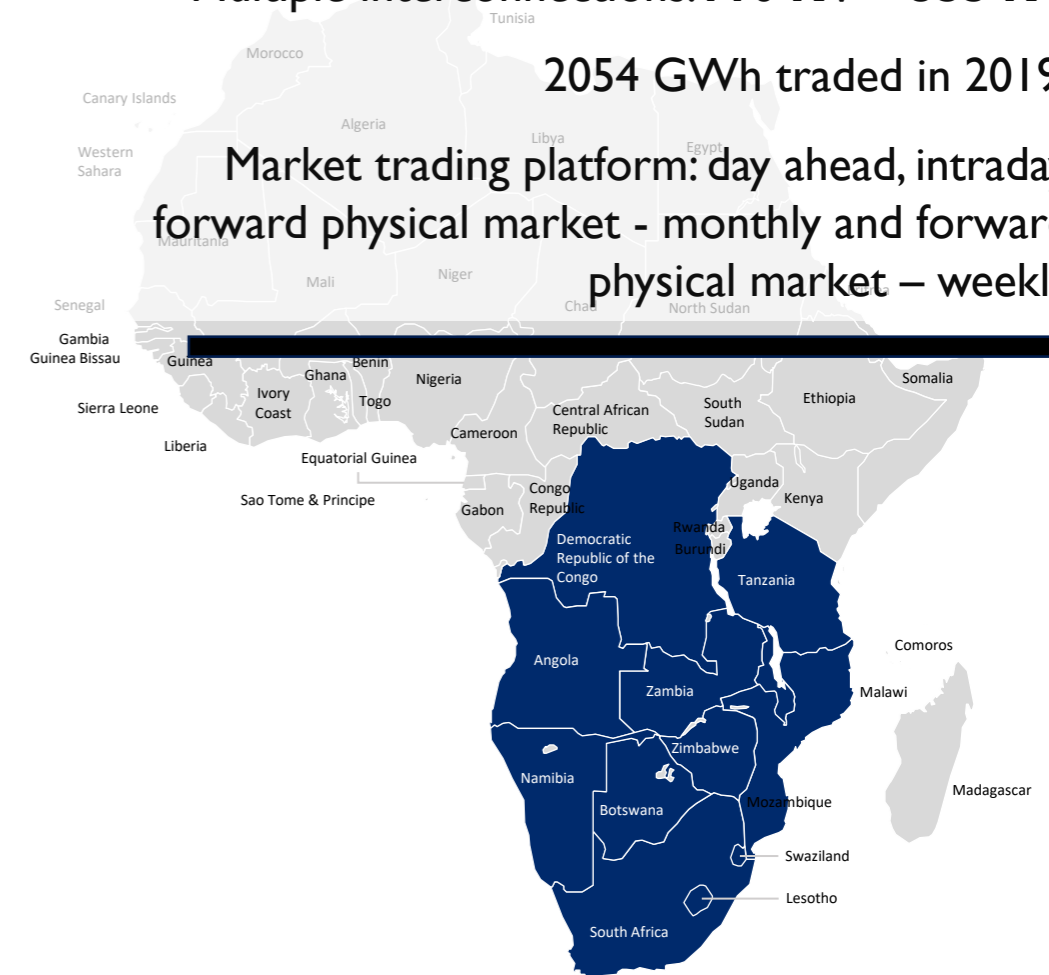 Tunisia
Morocco
2054 GWh traded in 2019
Canary Islands
Algeria
Libya
Egypt
Western
Sahara
Market trading platform: day ahead, intraday
forward physical market - monthly and forward
Mauritania
Mali
Niger
physical market – weekl
Chad
North Sudan
Senegal
Gambia
Guinea Bissau
Guinea
Benin
Ghana
Togo
Nigeria
Ivory
Coast
Somalia
Ethiopia
South
Sudan
Central African
Republic
Sierra Leone
Liberia
Cameroon
Equatorial Guinea
Sao Tome & Principe
Gabon
Congo
Republic
Uganda
Kenya
Rwanda
Burundi
Democratic
Republic of the
Congo
Tanzania
Comoros
Angola
Zambia
Malawi
Zimbabwe
Namibia
Botswana
Mozambique
Madagascar
Swaziland
Lesotho
South Africa